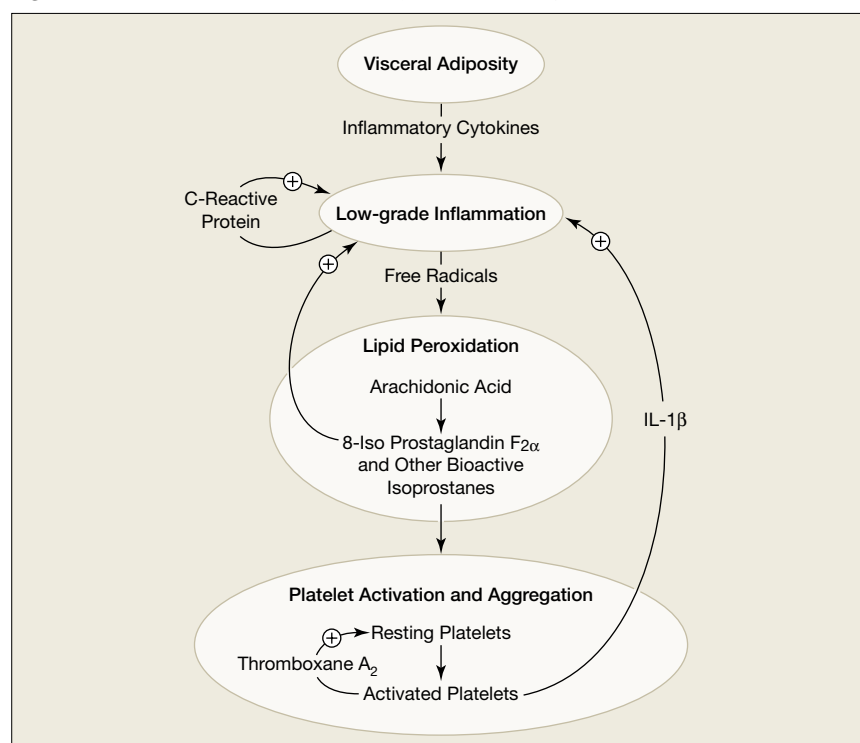 Visceral Adiposity
Inflammatory Cytokines
+
C-Reactive
Protein
Low-grade Inflammation
+
+
Free Radicals
Lipid Peroxidation
Arachidonic Acid
IL-1β
8-Iso Prostaglandin F2α
and Other Bioactive
Isoprostanes
Platelet Activation and Aggregation
+
Resting Platelets
Thromboxane A2
Activated Platelets